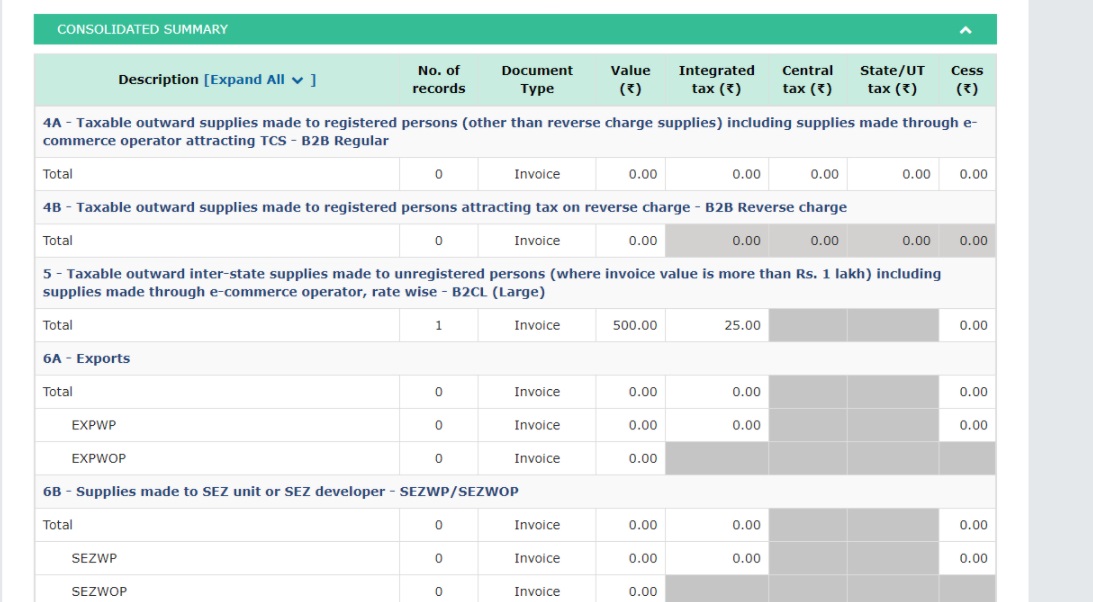 CONSOLIDATED SUMMARY
Description [Expand All ] No. of records Document Type Value (₹) Integrated tax (₹) Central tax (₹) State/UT tax (₹) Cess (₹)
4A - Taxable outward supplies made to registered persons (other than reverse charge supplies) including supplies made through e-
commerce operator attracting TCS - B2B Regular
Total 0 Invoice 0.00 0.00 0.00 0.00 0.00
4B - Taxable outward supplies made to registered persons attracting tax on reverse charge - B2B Reverse charge
Total 0 Invoice 0.00 0.00 0.00 0.00 0.00
5 - Taxable outward inter-state supplies made to unregistered persons (where invoice value is more than Rs. 1 lakh) including
supplies made through e-commerce operator, rate wise - B2CL (Large)
Total 1 Invoice 500.00 25.00 0.00
6A - Exports
Total 0 Invoice 0.00 0.00 0.00
EXPWP 0 Invoice 0.00 0.00 0.00
EXPWOP 0 Invoice 0.00
6B - Supplies made to SEZ unit or SEZ developer - SEZWP/SEZWOP
Total 0 Invoice 0.00 0.00 0.00
SEZWP 0 Invoice 0.00 0.00 0.00
SEZWOP 0 Invoice 0.00